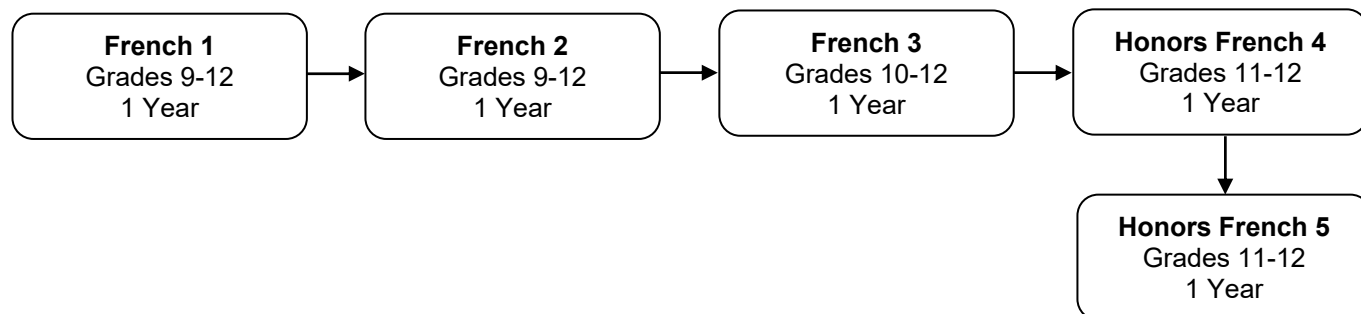 French 1
Grades 9-12
1 Year
French 2
Grades 9-12
1 Year
French 3
Grades 10-12
1 Year
Honors French 4
Grades 11-12
1 Year
Honors French 5
Grades 11-12
1 Year